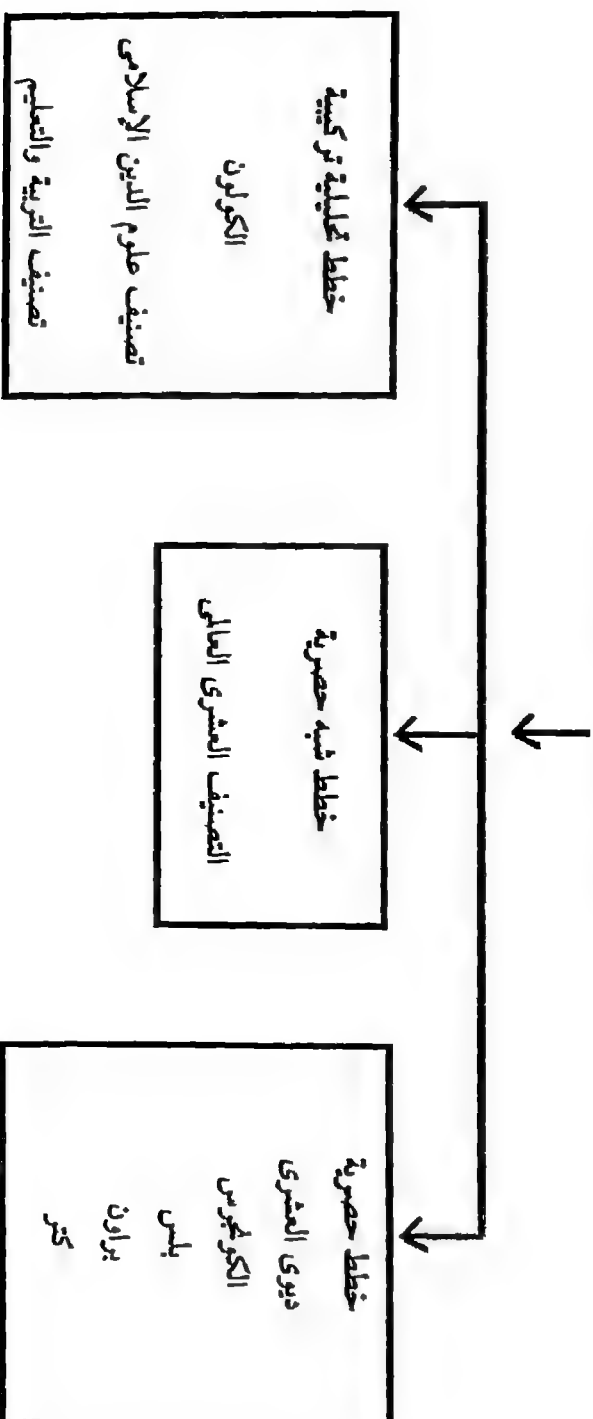 خطط حصرية
ديوى العشرى
الكونجرس
بلس
براون
كتر
خطط شبه حصرية
التصنيف العشرى العالمى
خطط تحليلية تركيبية
الكولون
تصنيف علوم الدين الإسلامى
تصنيف التربية والتعليم